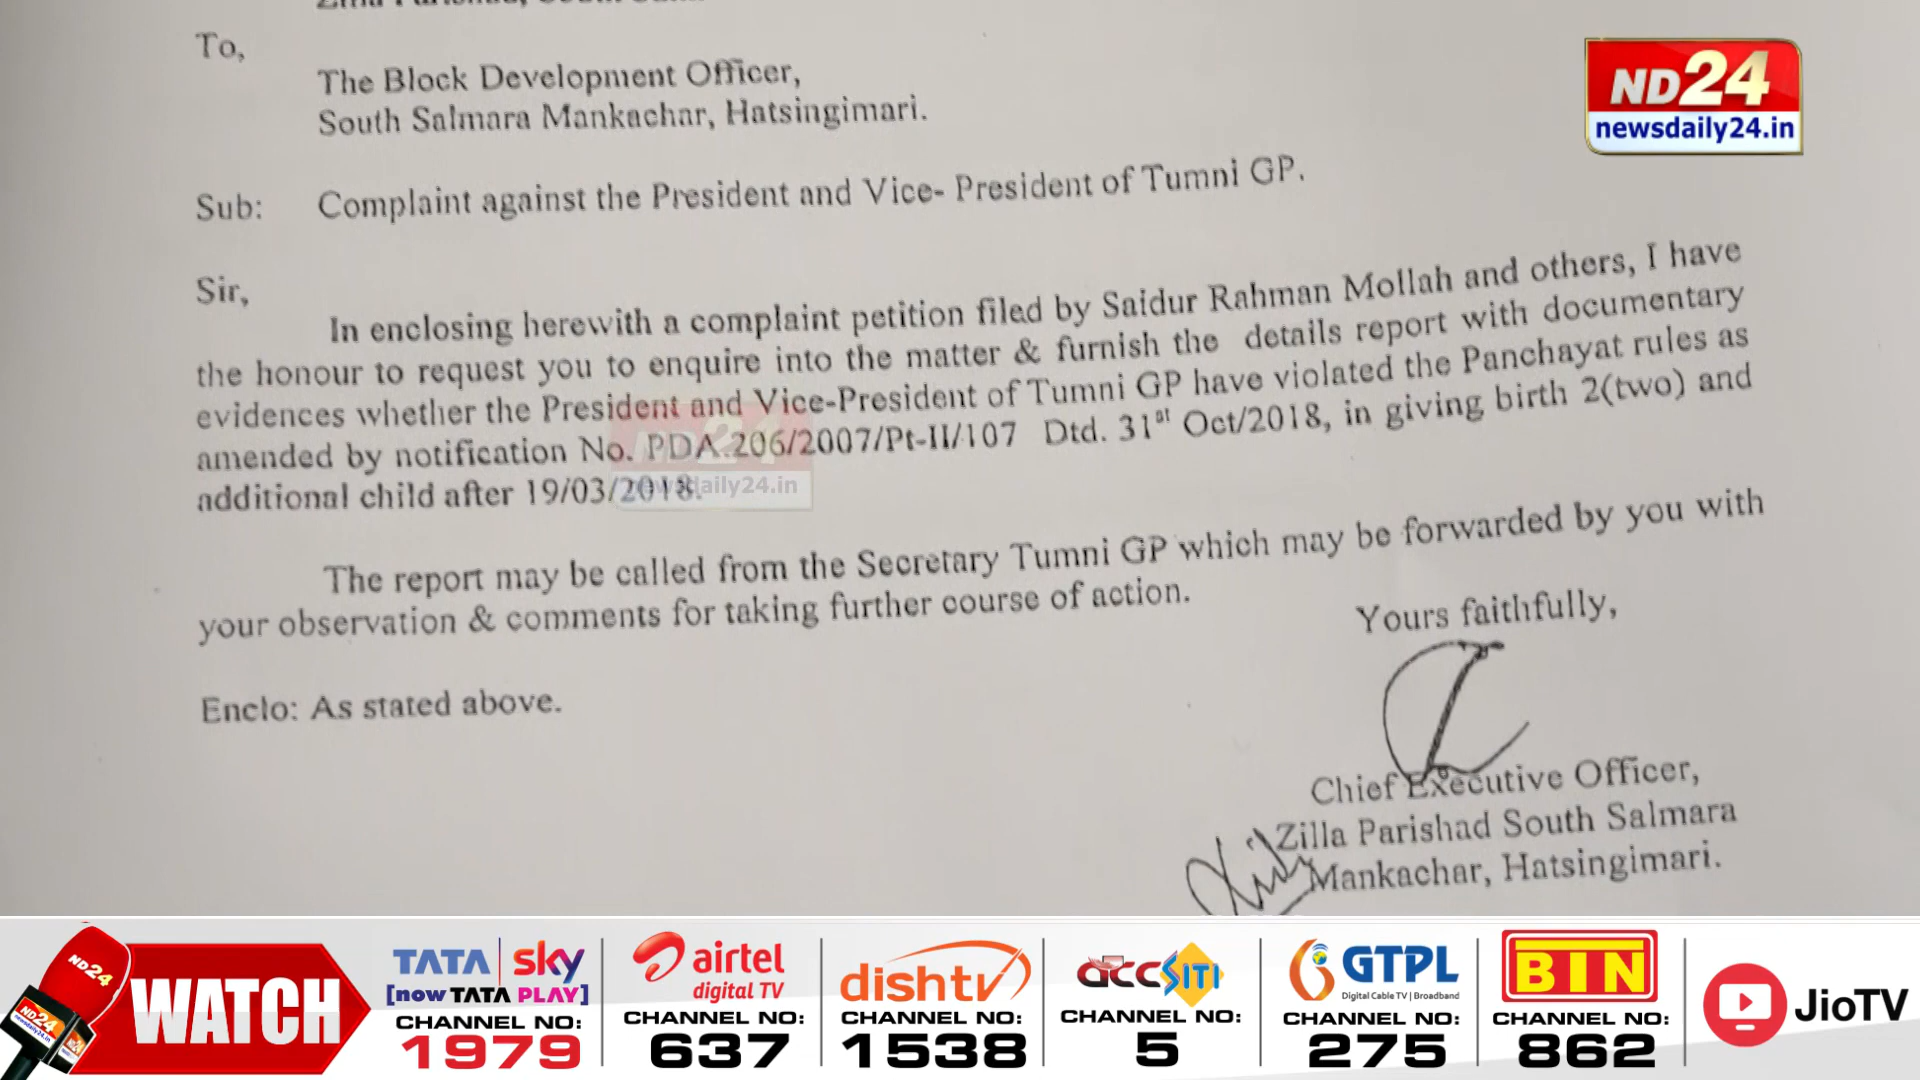 To,
The Block Development Officer,
South Salmara Mankachar, Hatsingimari.
Sub: Complaint against the President and Vice- President of Tumni GP.
Sir,
In enclosing herewith a complaint petition filed by Saidur Rahman Mollah and others, I have
the honour to request you to enquire into the matter & furnish the details report with documentary
evidences whether the President and Vice-President of Tumni GP have violated the Panchayat rules as
amended by notification No. PDA.206/2007/Pt-II/107 Dtd. 31st Oct/2018, in giving birth 2(two) and
additional child after 19/03/2018.
The report may be called from the Secretary Tumni GP which may be forwarded by you with
your observation & comments for taking further course of action.
Yours faithfully,
Enclo: As stated above.
Chief Executive Officer,
Zilla Parishad South Salmara
Mankachar, Hatsingimari.
ND24
newsdaily24.in
ND24
newsdaily24.in
ND24
ND24
newsdaily24.in
WATCH
TATA sky
[now TATA PLAY]
CHANNEL NO:
1979
airtel
digital TV
CHANNEL NO:
637
dishtv
CHANNEL NO:
1538
ACCSITI
CHANNEL NO:
5
GTPL
Digital Cable TV | Broadband
CHANNEL NO:
275
BIN
CHANNEL NO:
862
JioTV